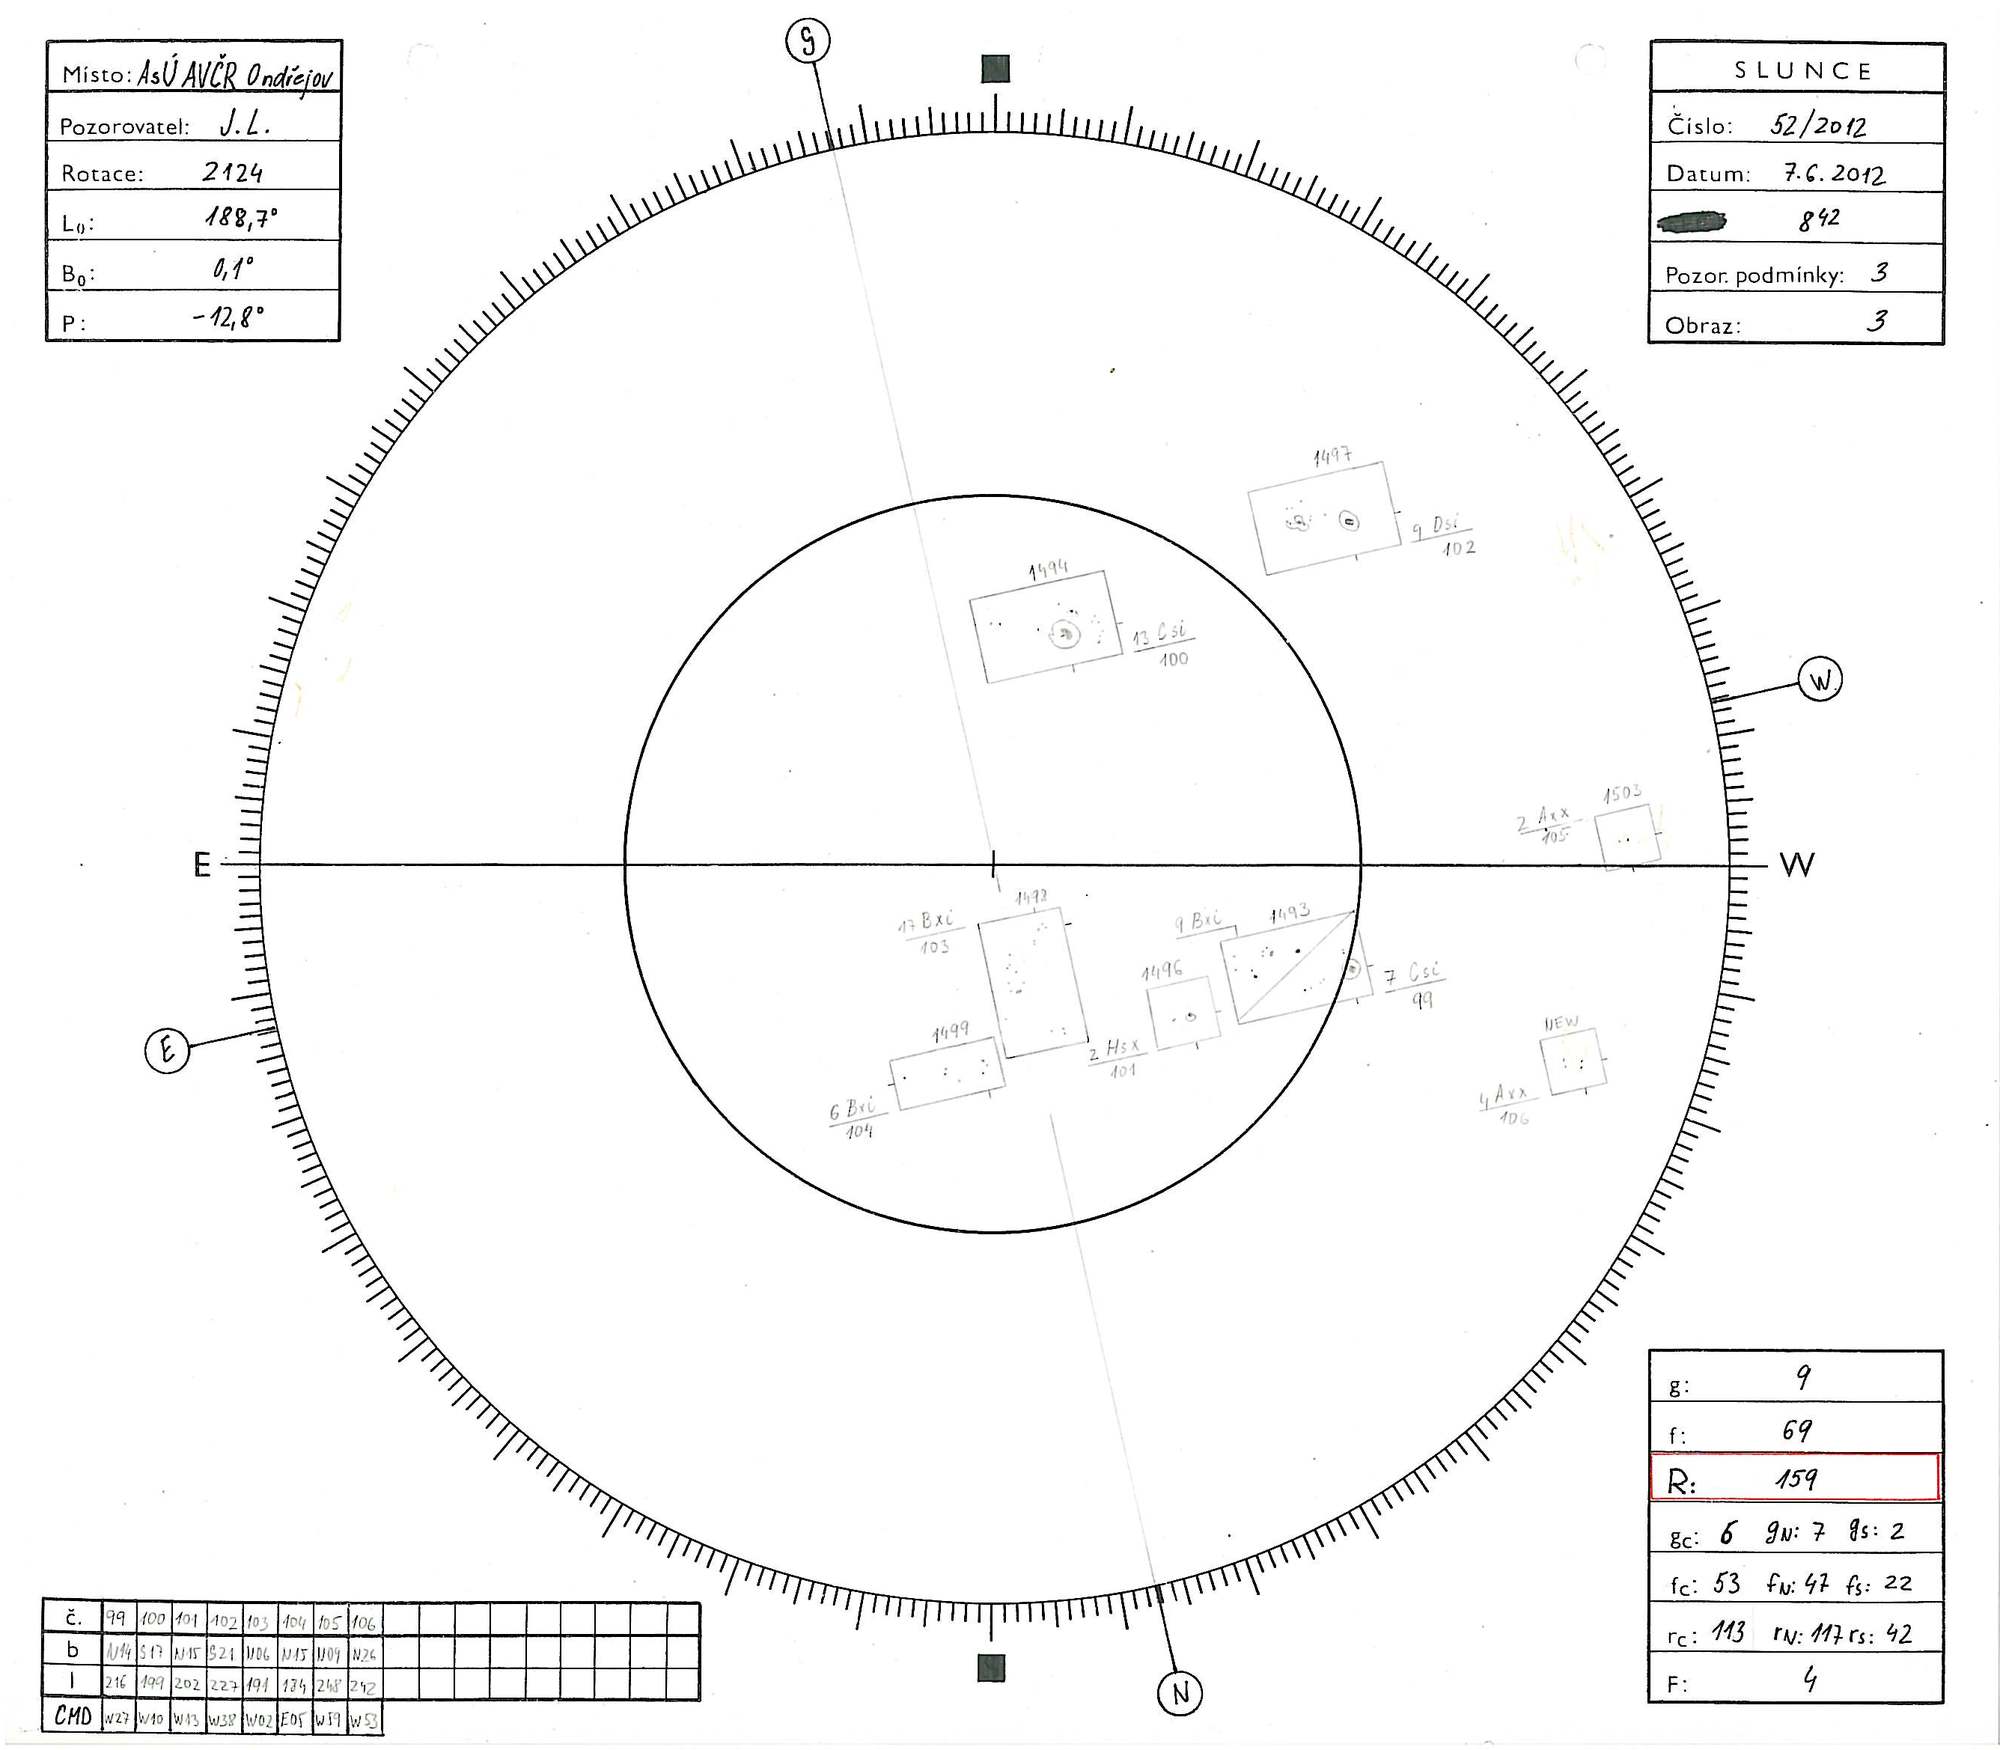 Místo: AsÚ AVČR Ondřejov
Pozorovatel: J.L.
Rotace: 2124
L₀: 188,7°
B₀: 0,1°
P: -12,8°
SLUNCE
Číslo: 52/2012
Datum: 7.6.2012
842
Pozor. podmínky: 3
Obraz: 3
S
W
E
N
E
W
1497
9 Dsi
102
1494
13 Csi
100
1503
2 Axx
105
1498
17 Bxi
103
9 Bxi
1493
7 Csi
99
1496
2 Hsx
101
1499
6 Bxi
104
NEW
4 Axx
106
g: 9
f: 69
R: 159
gc: 6 gN: 7 gs: 2
fc: 53 fN: 47 fs: 22
rc: 113 rN: 117 rs: 42
F: 4
č. 99 100 101 102 103 104 105 106
b N14 S17 N15 S21 N06 N15 N09 N26
l 216 199 202 227 191 184 248 242
CMD W27 W10 W13 W38 W02 E05 W59 W53